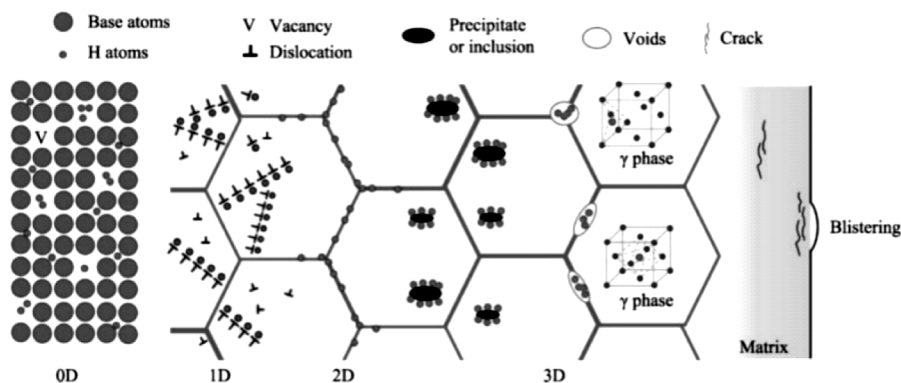 Base atoms
H atoms
V Vacancy
Dislocation
Precipitate
or inclusion
Voids
Crack
V
γ phase
γ phase
Blistering
Matrix
0D
1D
2D
3D